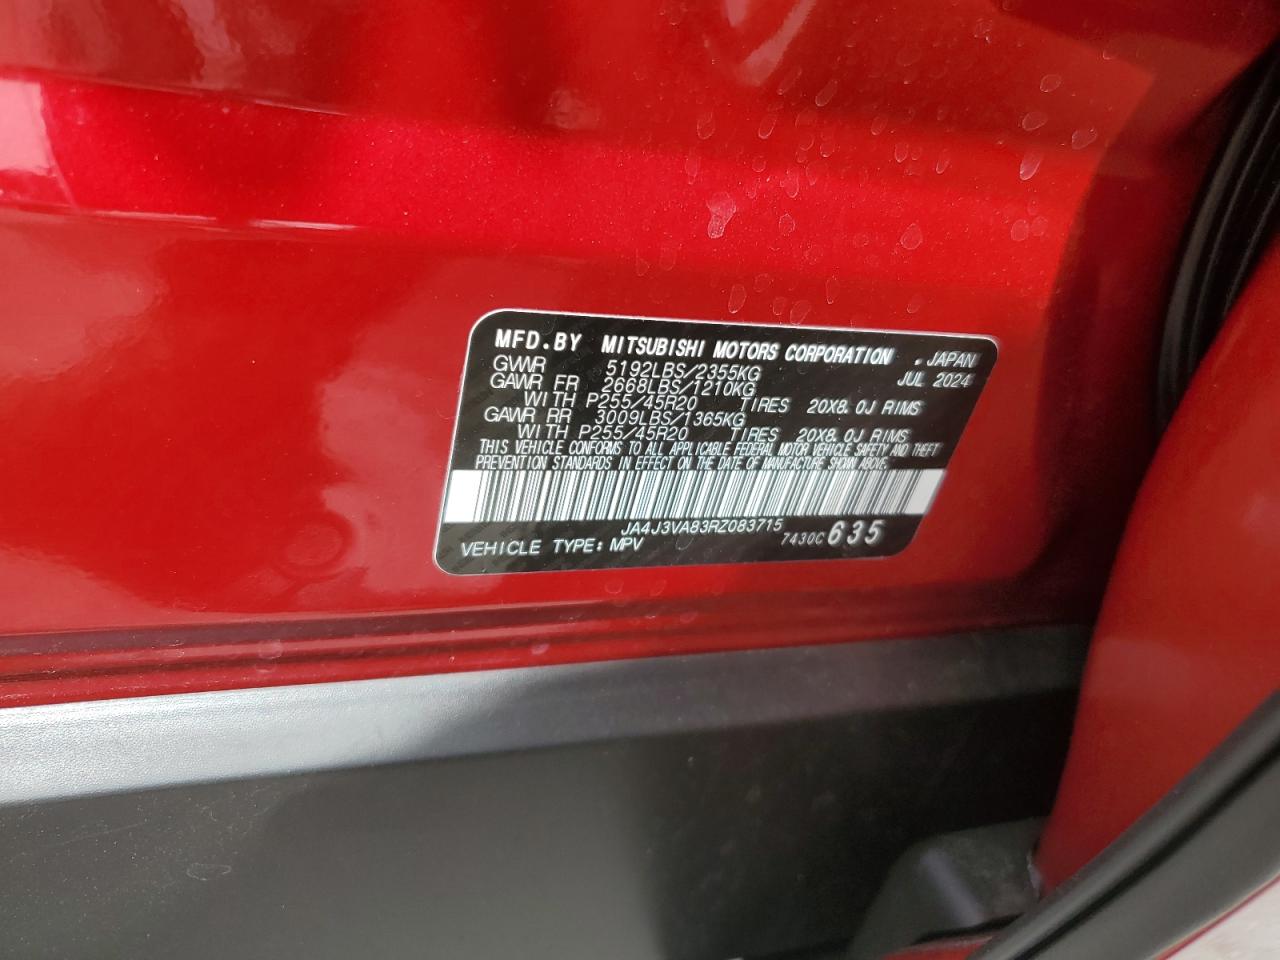 MFD.BY MITSUBISHI MOTORS CORPORATION . JAPAN
GVWR 5192LBS/2355KG JUL 2024
GAWR FR 2668LBS/1210KG
WITH P255/45R20 TIRES 20X8.0J RIMS
GAWR RR 3009LBS/1365KG
WITH P255/45R20 TIRES 20X8.0J RIMS
THIS VEHICLE CONFORMS TO ALL APPLICABLE FEDERAL MOTOR VEHICLE SAFETY AND THEFT
PREVENTION STANDARDS IN EFFECT ON THE DATE OF MANUFACTURE SHOWN ABOVE.
JA4J3VA83RZ083715
VEHICLE TYPE: MPV 7430C 635